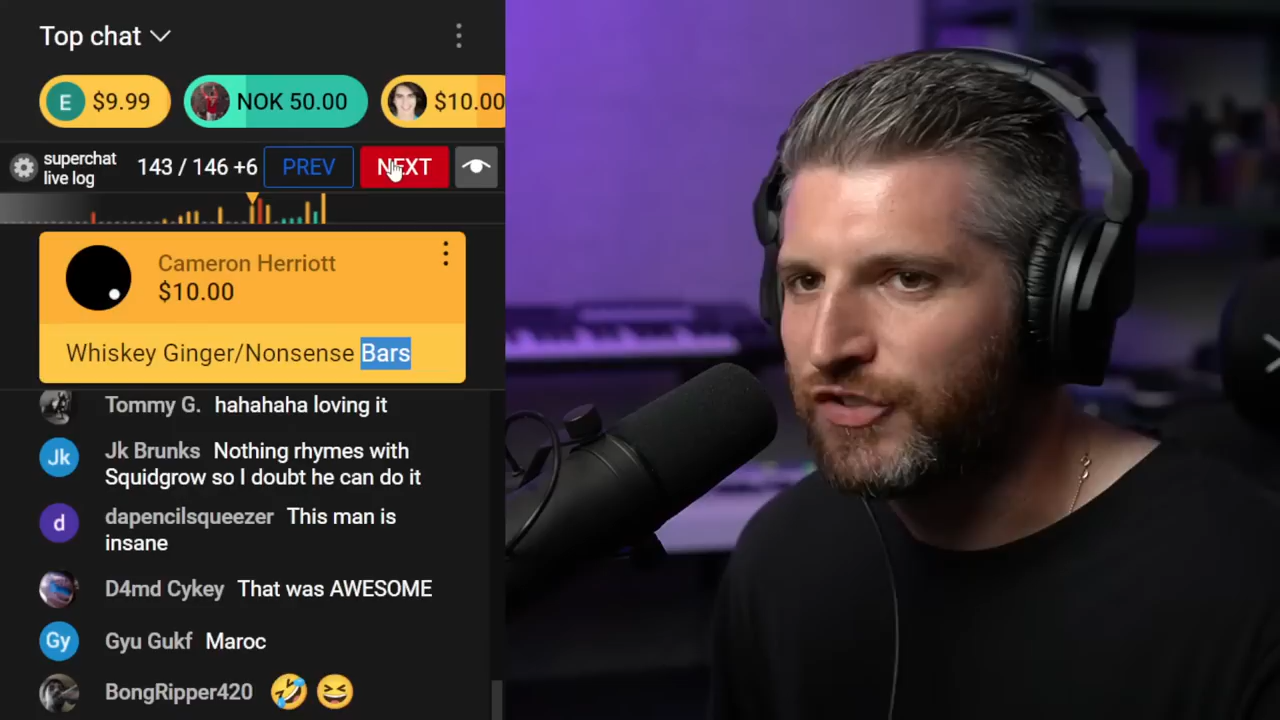 Top chat
E $9.99 NOK 50.00 $10.00
superchat live log 143 / 146 +6 PREV NEXT
Cameron Herriott
$10.00
Whiskey Ginger/Nonsense Bars
Tommy G. hahahaha loving it
Jk Jk Brunks Nothing rhymes with
Squidgrow so I doubt he can do it
d dapencilsqueezer This man is
insane
D4md Cykey That was AWESOME
Gy Gyu Gukf Maroc
BongRipper420 🤣 😆